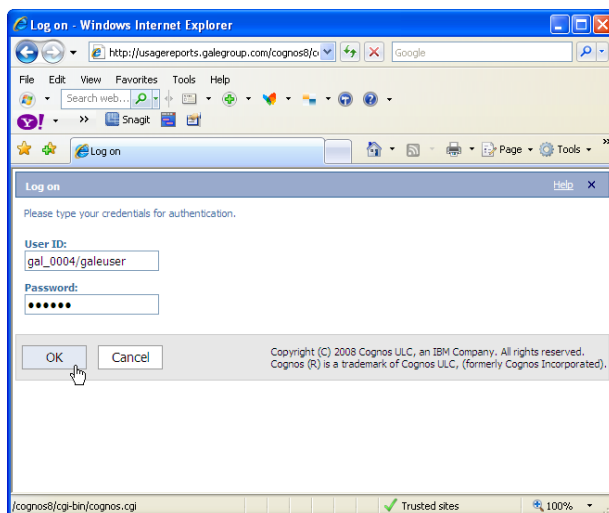 Log on - Windows Internet Explorer
http://usagereports.galegroup.com/cognos8/c
Google
File Edit View Favorites Tools Help
Search web...
Y! >> Snagit
Log on
Page Tools >>
Log on Help X
Please type your credentials for authentication.
User ID:
gal_0004/galeuser
Password:
••••••
OK Cancel
Copyright (C) 2008 Cognos ULC, an IBM Company. All rights reserved.
Cognos (R) is a trademark of Cognos ULC, (formerly Cognos Incorporated).
/cognos8/cgi-bin/cognos.cgi Trusted sites 100%